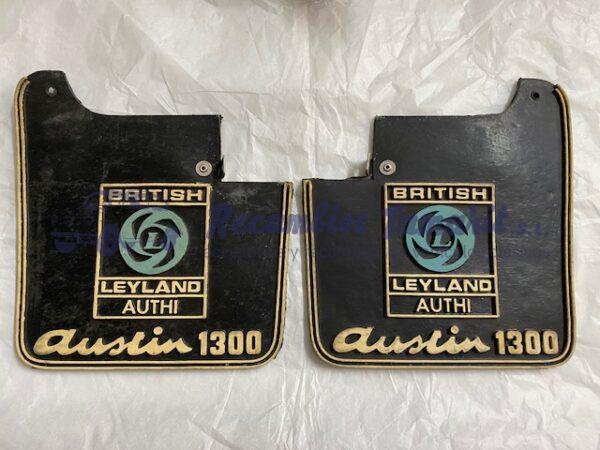 BRITISH
L
LEYLAND
AUTHI
austin 1300
BRITISH
L
LEYLAND
AUTHI
austin 1300